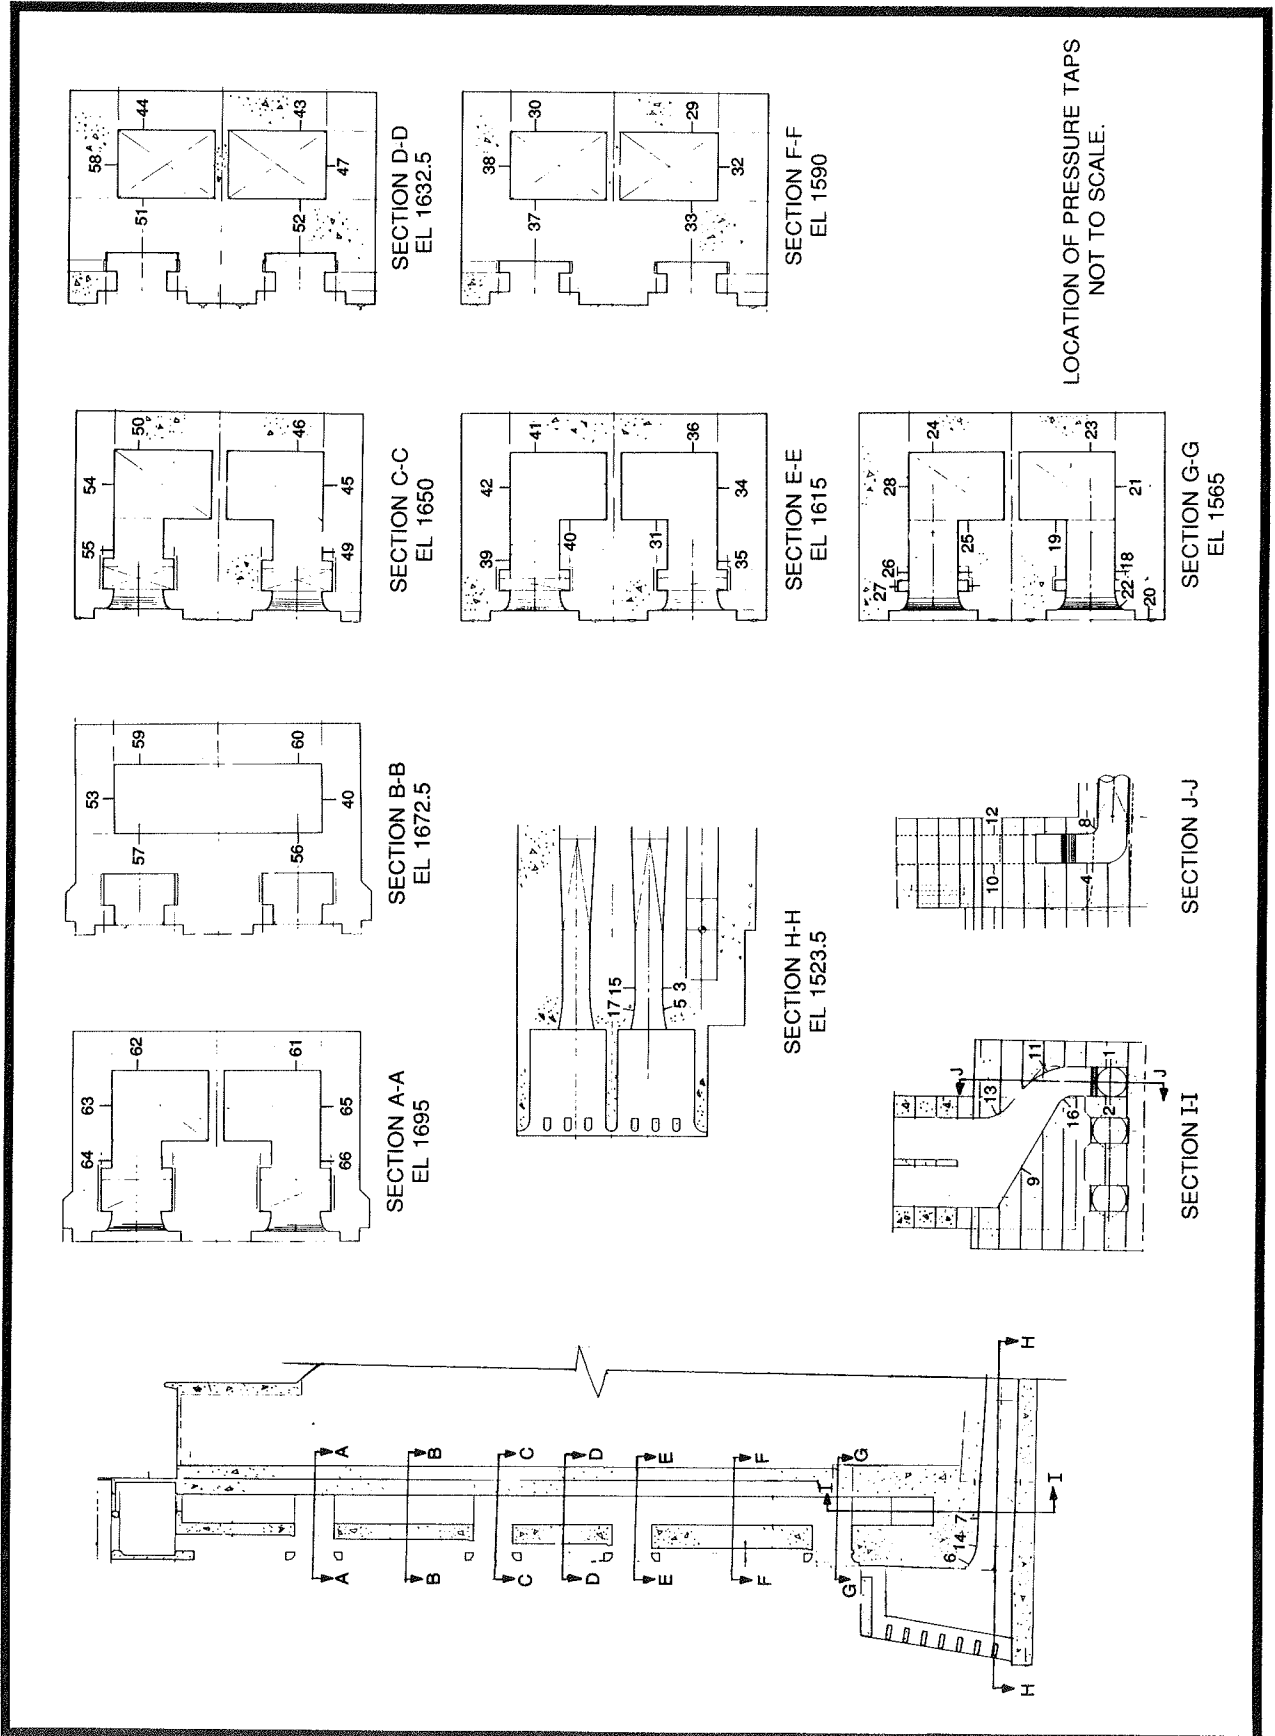 58
44
51
43
52
47
SECTION D-D
EL 1632.5
38
30
37
29
33
32
SECTION F-F
EL 1590
LOCATION OF PRESSURE TAPS
NOT TO SCALE.
54
50
55
46
45
49
SECTION C-C
EL 1650
42
41
39
40
36
31
34
35
SECTION E-E
EL 1615
28
24
27
26
25
23
19
21
22
18
20
SECTION G-G
EL 1565
53
59
57
60
56
40
SECTION B-B
EL 1672.5
17
15
5
3
SECTION H-H
EL 1523.5
10
12
4
8
SECTION J-J
63
62
64
61
65
66
SECTION A-A
EL 1695
J
13
11
9
16
1
2
J
SECTION I-I
A
A
B
B
C
C
D
D
E
E
F
F
G
G
I
I
6
14
7
H
H